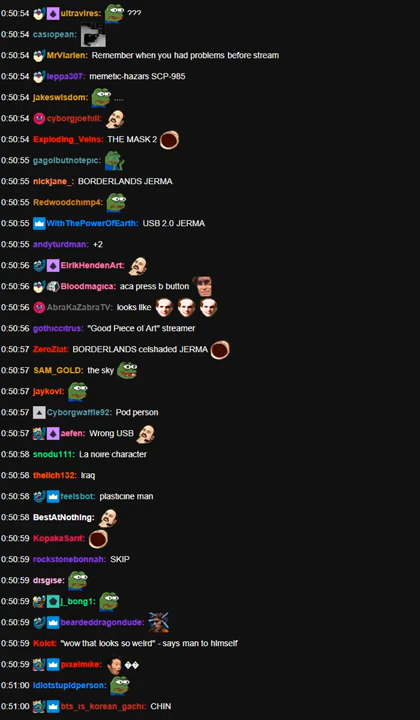 0:50:54 ultravires: ???
0:50:54 casiopean:
0:50:54 MrVlarien: Remember when you had problems before stream
0:50:54 leppa307: memetic-hazars SCP-985
0:50:54 jakeswisdom: ....
0:50:54 cyborgjoehill:
0:50:54 Exploding_Veins: THE MASK 2
0:50:55 gagolbutnotepic:
0:50:55 nickjane_: BORDERLANDS JERMA
0:50:55 Redwoodchimp4:
0:50:55 WithThePowerOfEarth: USB 2.0 JERMA
0:50:55 andyturdman: +2
0:50:56 EirikHendenArt:
0:50:56 Bloodmagica: aca press b button
0:50:56 AbraKaZabraTV: looks like
0:50:56 gothiccitrus: "Good Piece of Art" streamer
0:50:57 ZeroZiat: BORDERLANDS celshaded JERMA
0:50:57 SAM_GOLD: the sky
0:50:57 jaykovi:
0:50:57 Cyborgwaffle92: Pod person
0:50:57 aefen: Wrong USB
0:50:58 snodu111: La noire character
0:50:58 thelich132: Iraq
0:50:58 feelsbot: plasticine man
0:50:58 BestAtNothing:
0:50:59 KopakaSarif:
0:50:59 rockstonebonnah: SKIP
0:50:59 disgise:
0:50:59 j_bong1:
0:50:59 beardeddragondude:
0:50:59 Kolot: "wow that looks so weird" - says man to himself
0:50:59 pixelmike: ��
0:51:00 idiotstupidperson:
0:51:00 bts_is_korean_gachi: CHIN